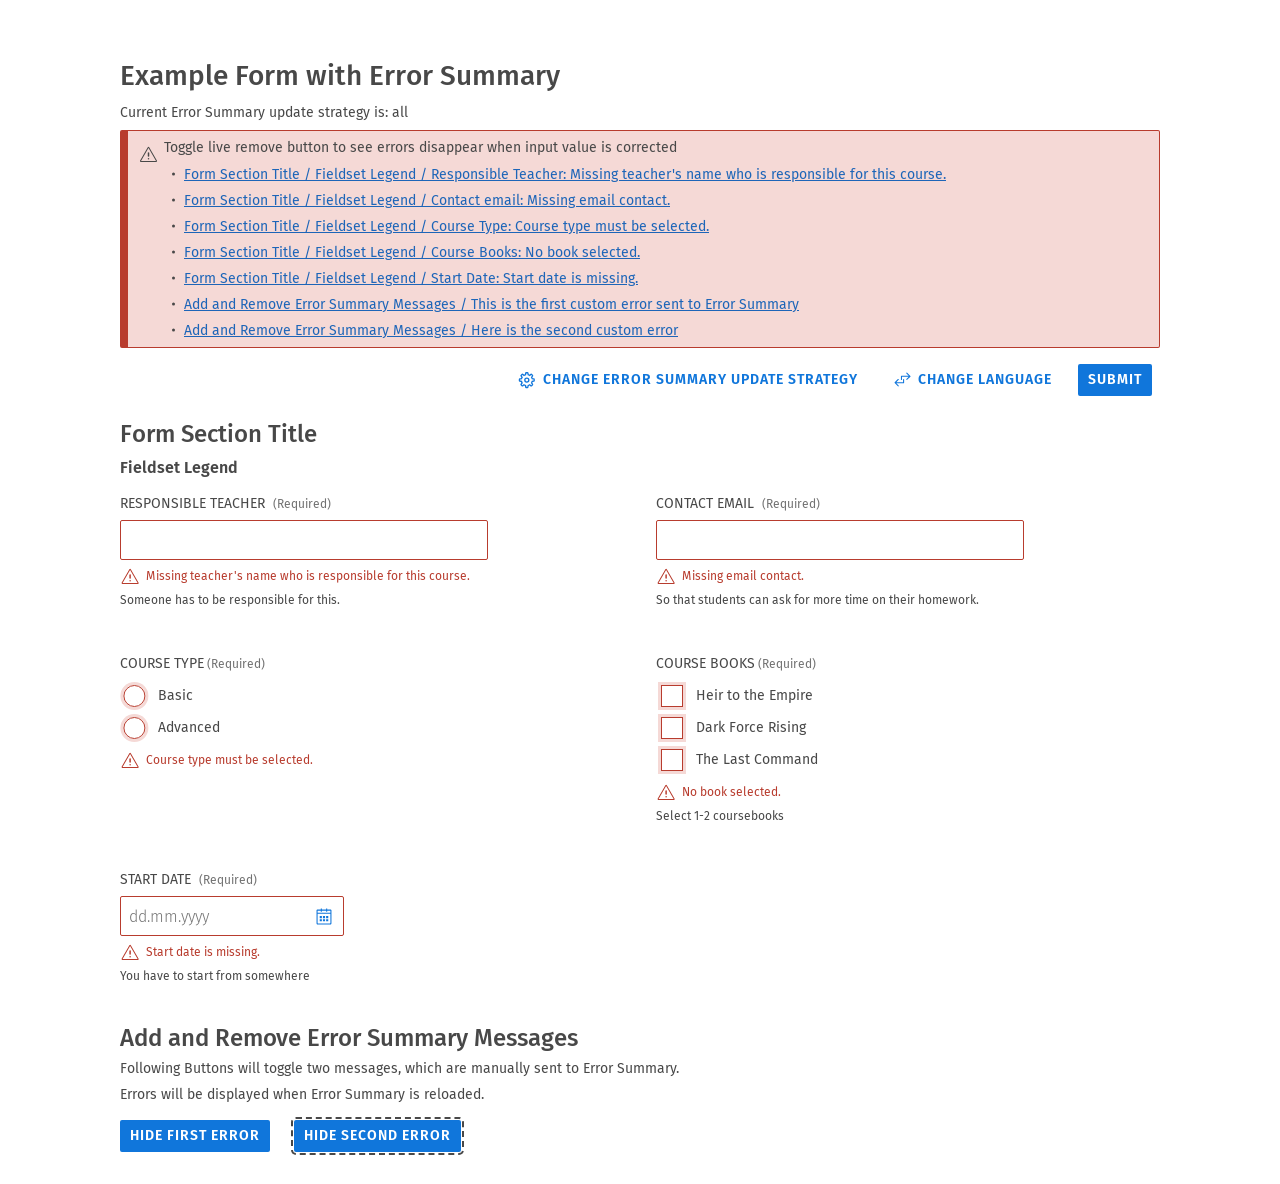 Example Form with Error Summary
Current Error Summary update strategy is: all
Toggle live remove button to see errors disappear when input value is corrected
• Form Section Title / Fieldset Legend / Responsible Teacher: Missing teacher's name who is responsible for this course.
• Form Section Title / Fieldset Legend / Contact email: Missing email contact.
• Form Section Title / Fieldset Legend / Course Type: Course type must be selected.
• Form Section Title / Fieldset Legend / Course Books: No book selected.
• Form Section Title / Fieldset Legend / Start Date: Start date is missing.
• Add and Remove Error Summary Messages / This is the first custom error sent to Error Summary
• Add and Remove Error Summary Messages / Here is the second custom error
CHANGE ERROR SUMMARY UPDATE STRATEGY CHANGE LANGUAGE SUBMIT
Form Section Title
Fieldset Legend
RESPONSIBLE TEACHER (Required)
Missing teacher's name who is responsible for this course.
Someone has to be responsible for this.
CONTACT EMAIL (Required)
Missing email contact.
So that students can ask for more time on their homework.
COURSE TYPE (Required)
Basic
Advanced
Course type must be selected.
COURSE BOOKS (Required)
Heir to the Empire
Dark Force Rising
The Last Command
No book selected.
Select 1-2 coursebooks
START DATE (Required)
dd.mm.yyyy
Start date is missing.
You have to start from somewhere
Add and Remove Error Summary Messages
Following Buttons will toggle two messages, which are manually sent to Error Summary.
Errors will be displayed when Error Summary is reloaded.
HIDE FIRST ERROR HIDE SECOND ERROR